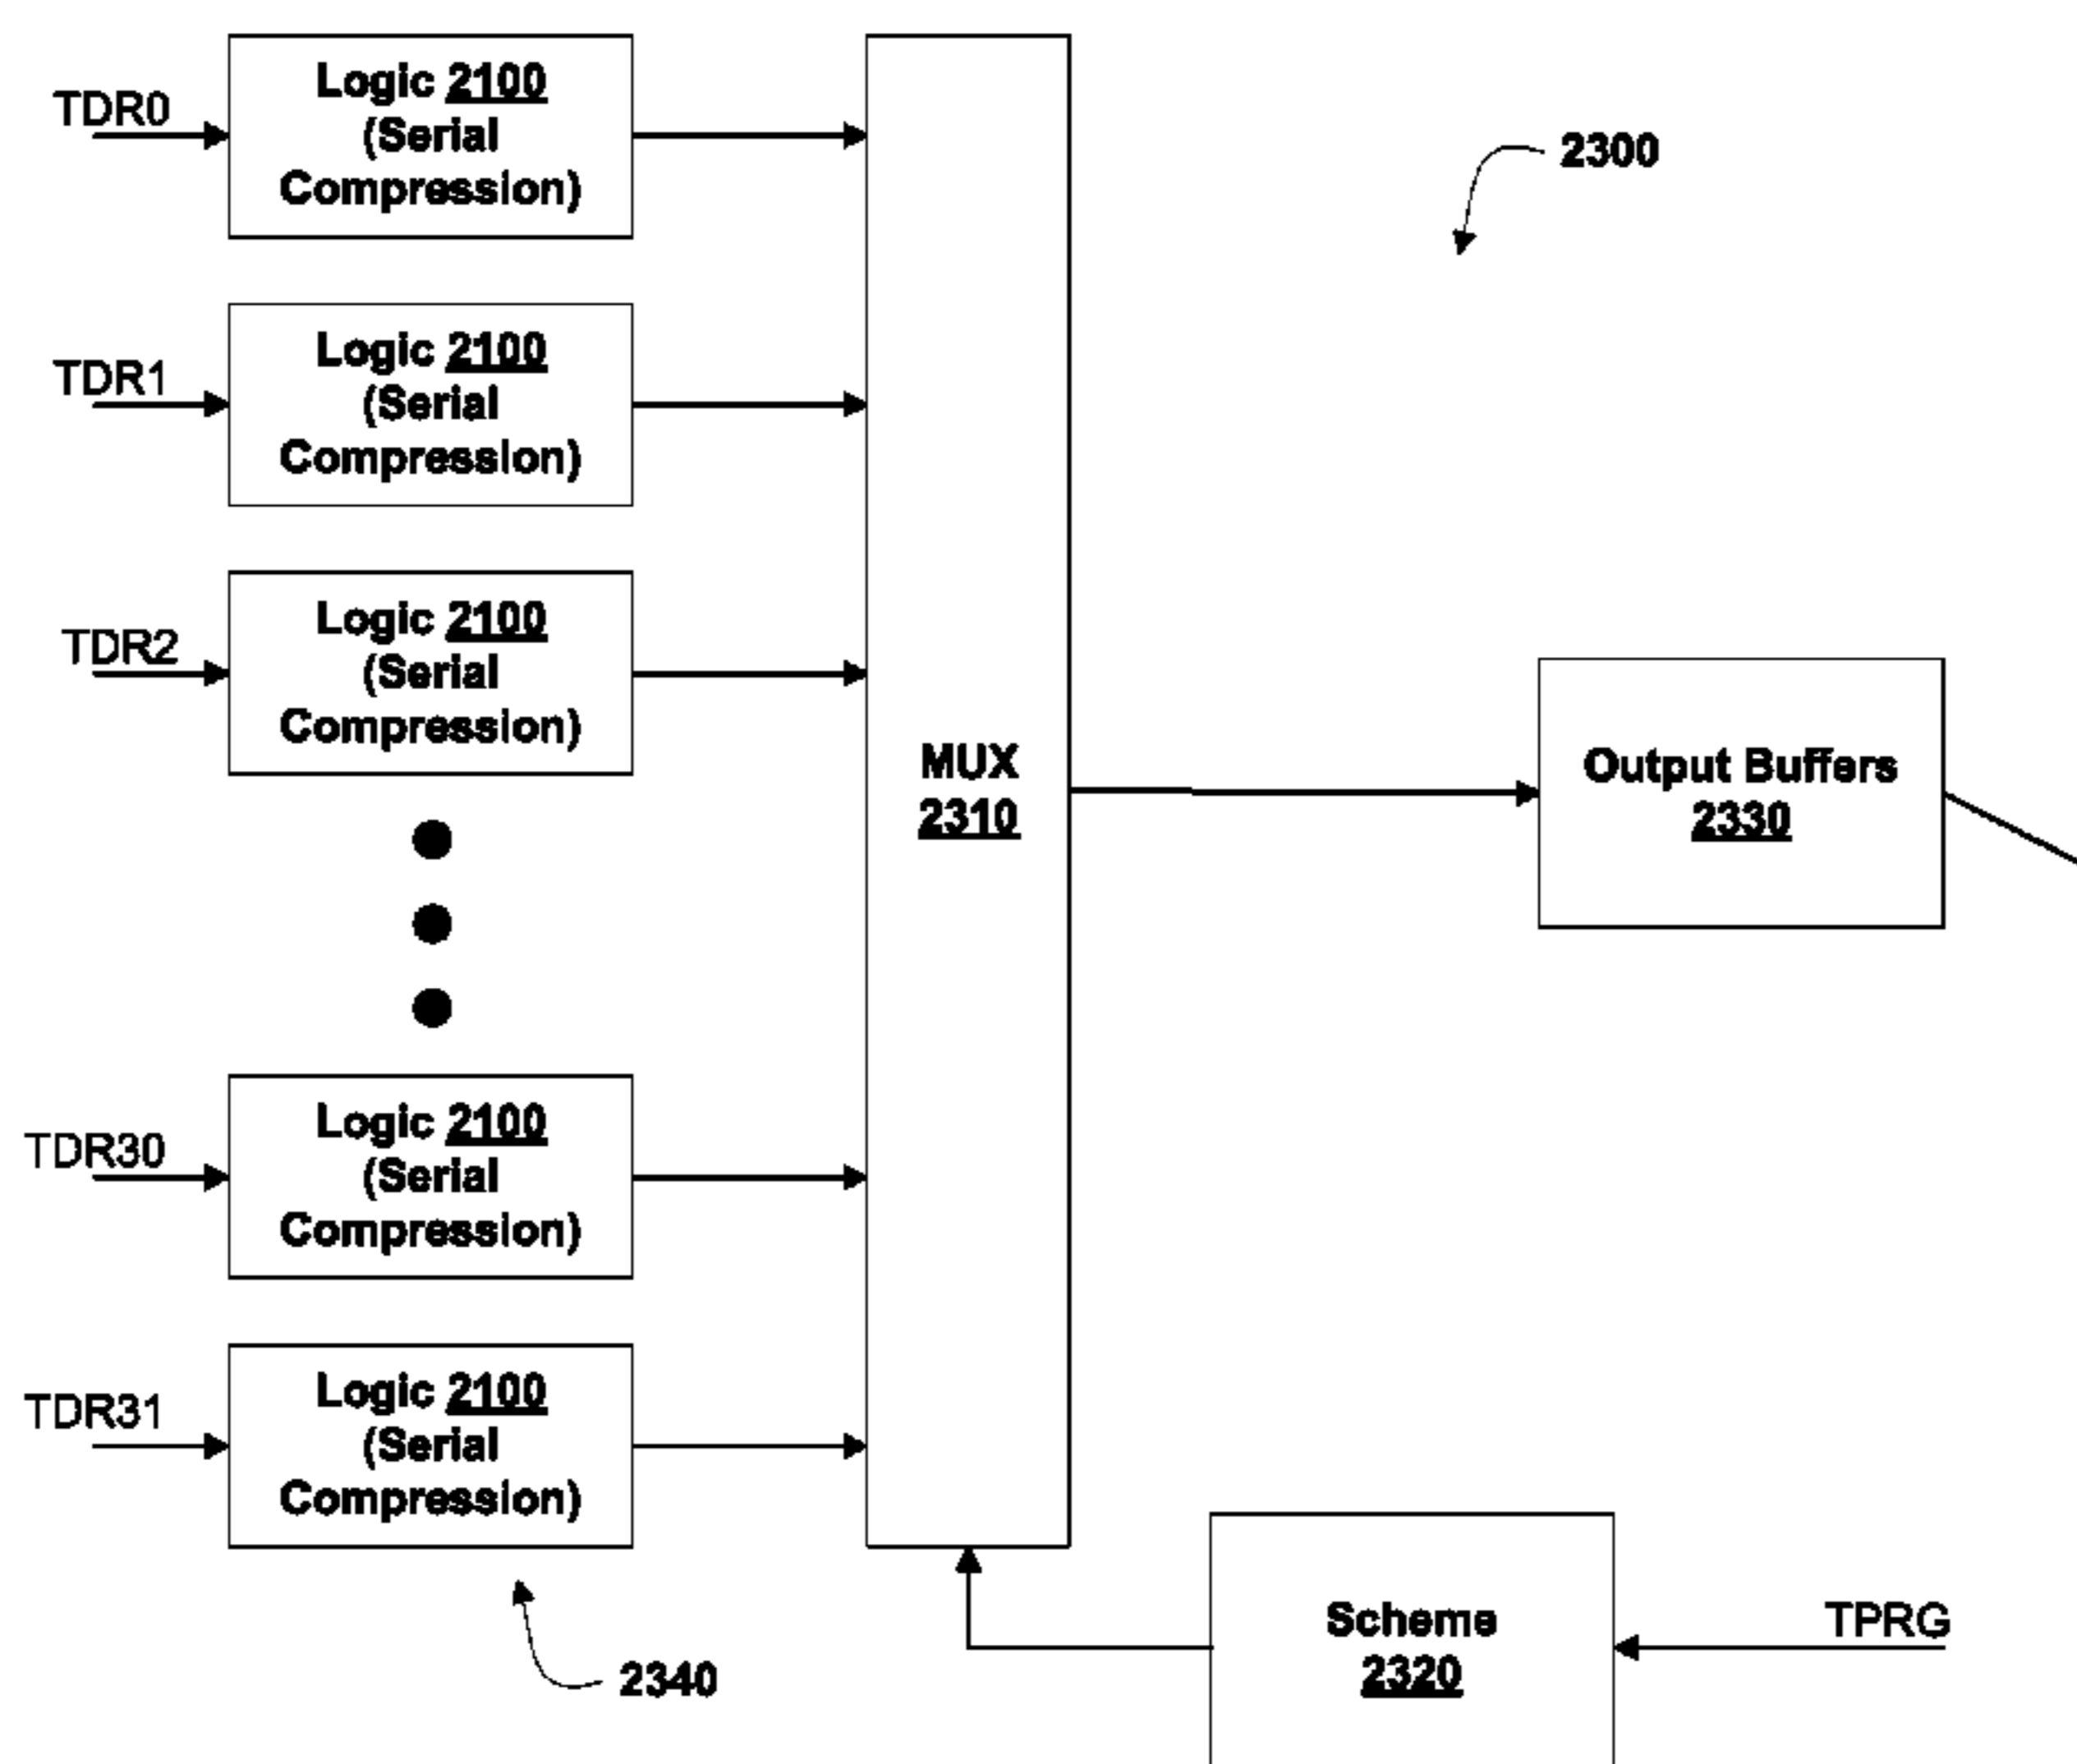 TDR0
Logic 2100
(Serial
Compression)
2300
TDR1
Logic 2100
(Serial
Compression)
TDR2
Logic 2100
(Serial
Compression)
MUX
2310
Output Buffers
2330
TDR30
Logic 2100
(Serial
Compression)
TDR31
Logic 2100
(Serial
Compression)
2340
Scheme
2320
TPRG